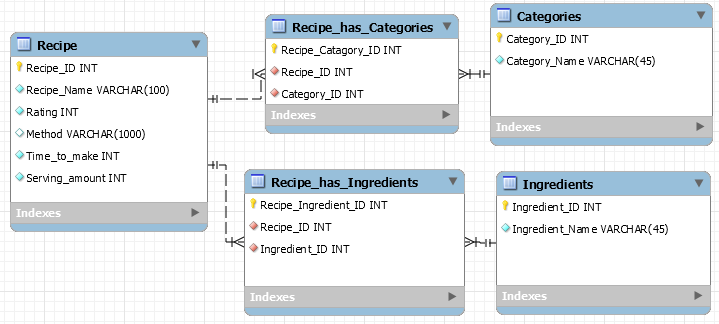 Recipe
Recipe_ID INT
Recipe_Name VARCHAR(100)
Rating INT
Method VARCHAR(1000)
Time_to_make INT
Serving_amount INT
Indexes
Recipe_has_Categories
Recipe_Catagory_ID INT
Recipe_ID INT
Category_ID INT
Indexes
Categories
Category_ID INT
Category_Name VARCHAR(45)
Indexes
Recipe_has_Ingredients
Recipe_Ingredient_ID INT
Recipe_ID INT
Ingredient_ID INT
Indexes
Ingredients
Ingredient_ID INT
Ingredient_Name VARCHAR(45)
Indexes